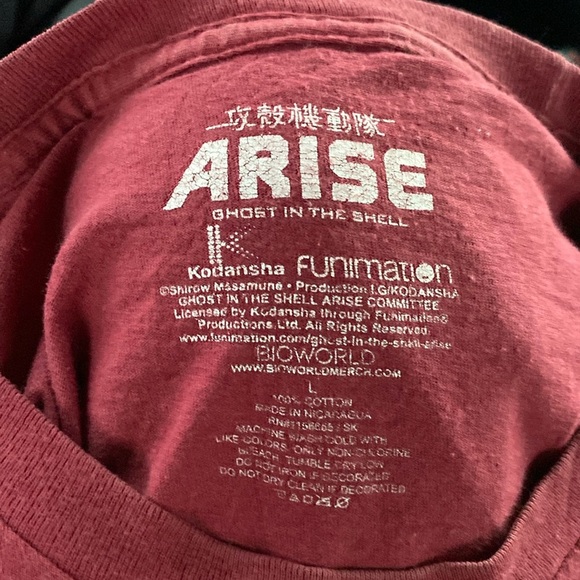 攻殻機動隊
ARISE
GHOST IN THE SHELL
Kodansha FUNIMATION
©Shirow Masamune • Production I.G/KODANSHA
GHOST IN THE SHELL ARISE COMMITTEE
Licensed by Kodansha through Funimation®
Productions Ltd. All Rights Reserved.
www.funimation.com/ghost-in-the-shell-arise
BIOWORLD
WWW.BIOWORLDMERCH.COM
L
100% COTTON
MADE IN NICARAGUA
/ SK
MACHINE WASH COLD WITH
LIKE COLORS, ONLY NON-CHLORINE
BLEACH, TUMBLE DRY LOW
DO NOT IRON IF DECORATED
DO NOT DRY CLEAN IF DECORATED